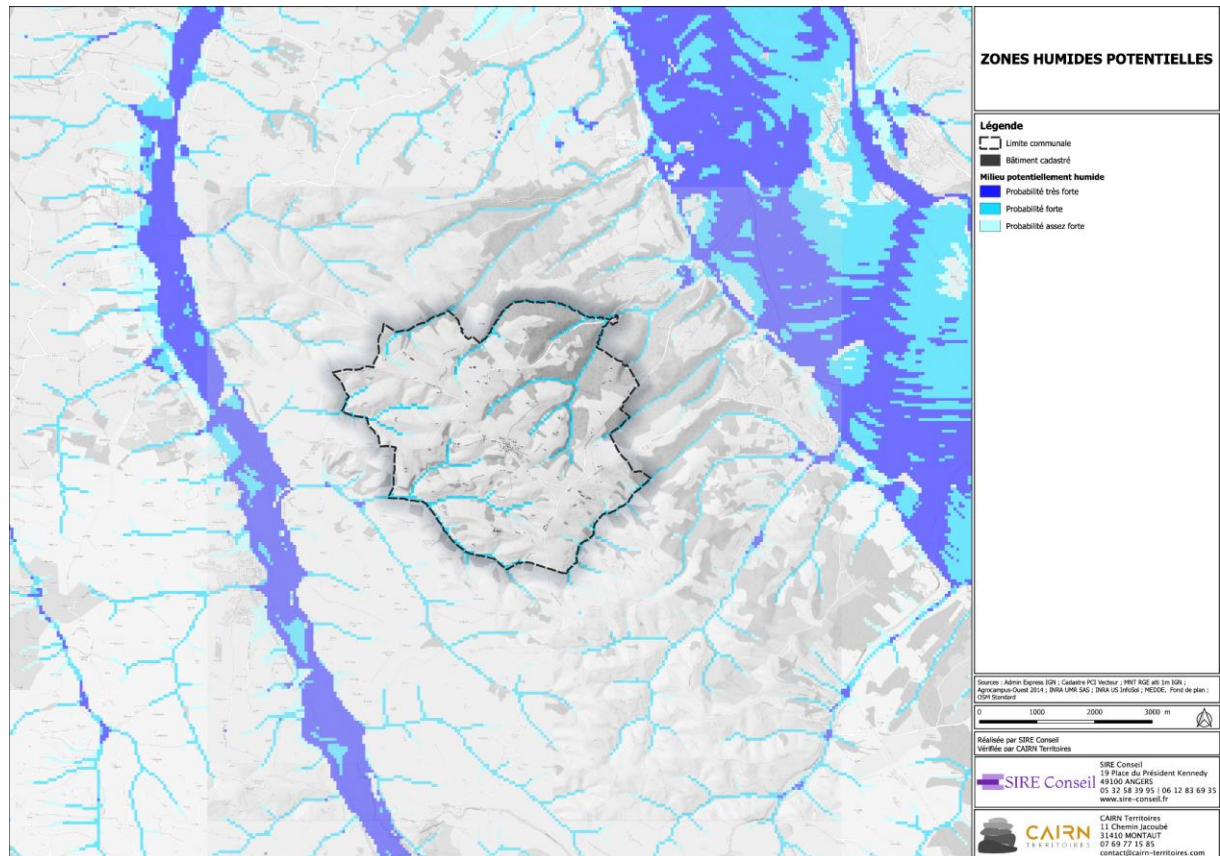 ZONES HUMIDES POTENTIELLES
Légende
Limite communale
Bâtiment cadastré
Milieu potentiellement humide
Probabilité très forte
Probabilité forte
Probabilité assez forte
Sources : Admin Express IGN ; Cadastre PCI Vecteur ; MNT RGE alti 1m IGN ;
Agrocampus-Ouest 2014 ; INRA UMR SAS ; INRA US InfoSol ; MEDDE. Fond de plan :
OSM Standard
0 1000 2000 3000 m
Réalisée par SIRE Conseil
Vérifiée par CAIRN Territoires
SIRE Conseil
SIRE Conseil
19 Place du Président Kennedy
49100 ANGERS
05 32 58 39 95 | 06 12 83 69 35
www.sire-conseil.fr
CAIRN
TERRITOIRES
CAIRN Territoires
11 Chemin Jacoubé
31410 MONTAUT
07 69 77 15 85
contact@cairn-territoires.com